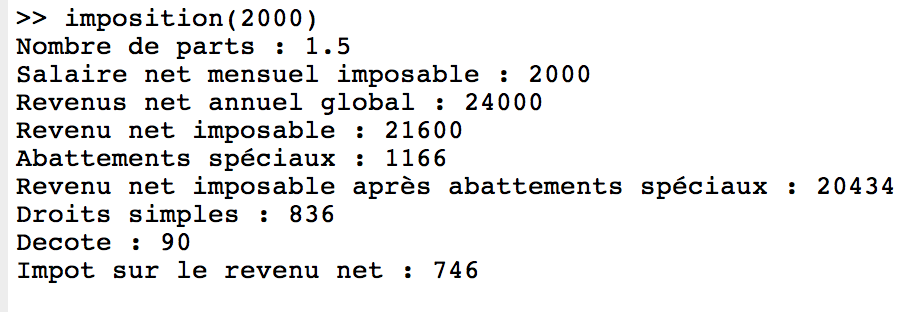 >> imposition(2000)
Nombre de parts : 1.5
Salaire net mensuel imposable : 2000
Revenus net annuel global : 24000
Revenu net imposable : 21600
Abattements spéciaux : 1166
Revenu net imposable après abattements spéciaux : 20434
Droits simples : 836
Decote : 90
Impot sur le revenu net : 746